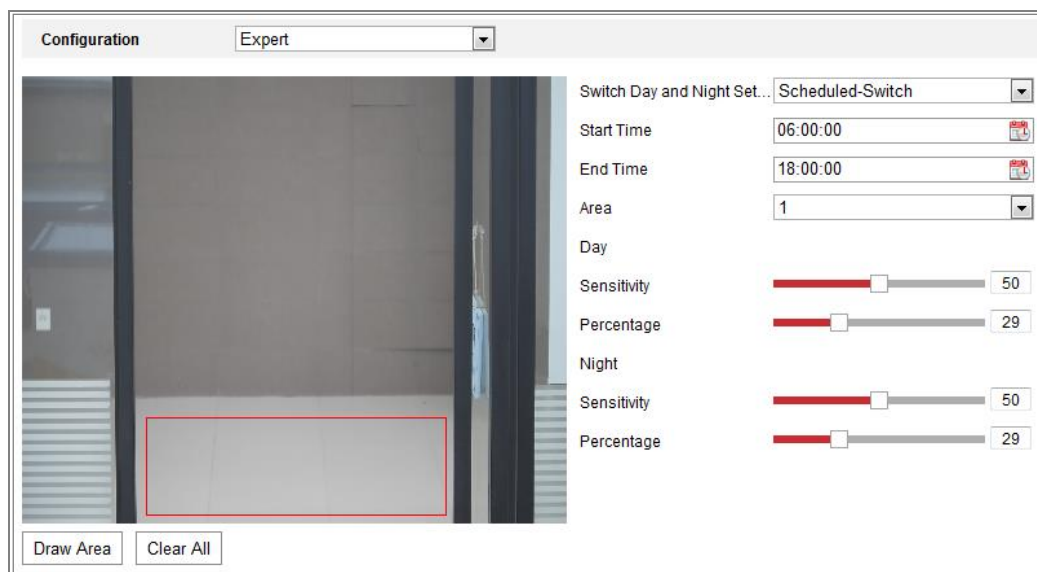 Configuration Expert
Switch Day and Night Set... Scheduled-Switch
Start Time 06:00:00
End Time 18:00:00
Area 1
Day
Sensitivity 50
Percentage 29
Night
Sensitivity 50
Percentage 29
Draw Area Clear All